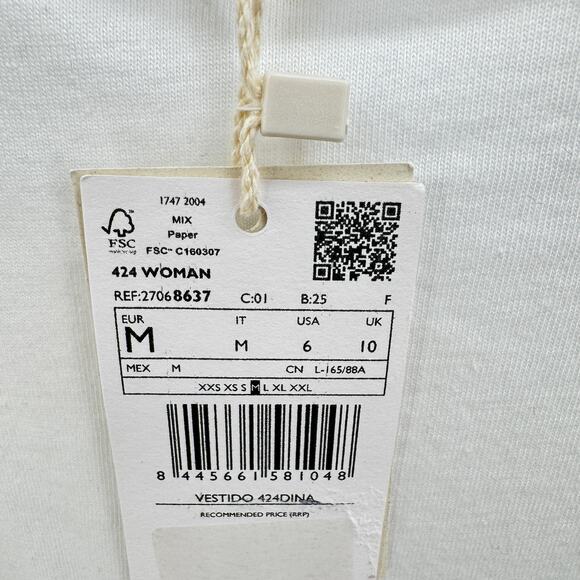 1747 2004
MIX
Paper
FSC™ C160307
FSC
424 WOMAN
REF:27068637 C:01 B:25 F
EUR IT USA UK
M M 6 10
MEX M CN L-165/88A
XXS XS S M L XL XXL
8 445661 581048
VESTIDO 424DINA
RECOMMENDED PRICE (RRP)